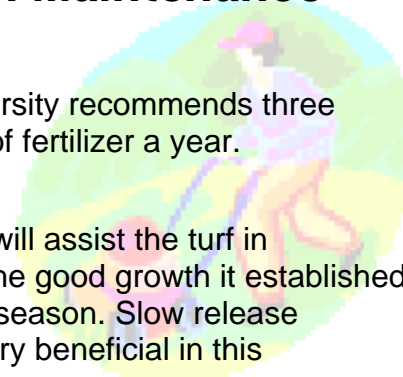 maintenance
ersity recommends three
of fertilizer a year.
will assist the turf in
he good growth it established
season. Slow release
ry beneficial in this